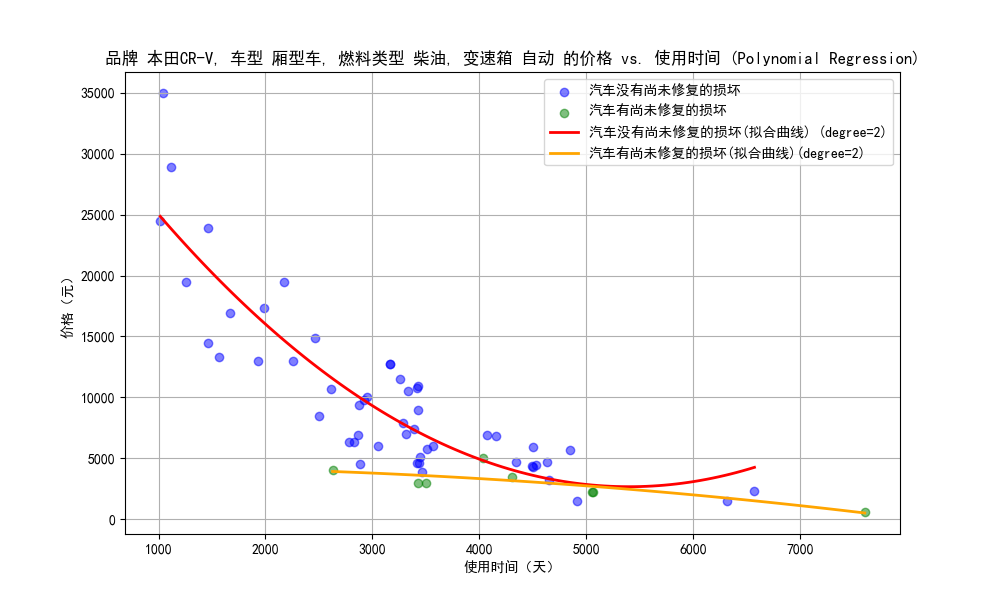 品牌 本田CR-V, 车型 厢型车, 燃料类型 柴油, 变速箱 自动 的价格 vs. 使用时间 (Polynomial Regression)
汽车没有尚未修复的损坏
汽车有尚未修复的损坏
汽车没有尚未修复的损坏(拟合曲线) (degree=2)
汽车有尚未修复的损坏(拟合曲线)(degree=2)
价格（元）
35000
30000
25000
20000
15000
10000
5000
0
1000 2000 3000 4000 5000 6000 7000
使用时间（天）